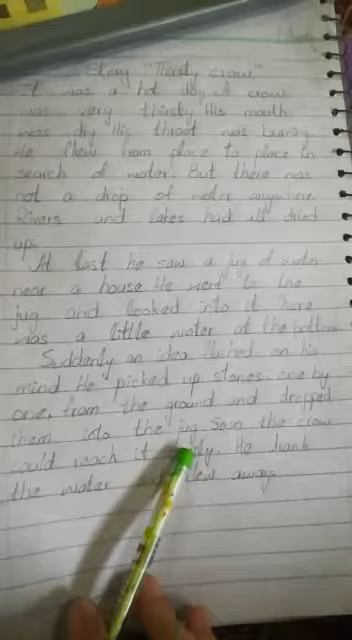 Story "Thirsty crow"
It was a hot day A crow
was very thirsty His mouth
was dry His throat was burning
He flew from place to place in
search of water. But there was
not a drop of water anywhere
Rivers and lakes had all dried
up.
At last he saw a jug of water
near a house He went to the
jug and looked into it here
was a little water at the bottom
Suddenly an idea flashed on his
mind He picked up stones one by
one, from the ground and dropped
them into the jug Soon the crow
could reach it He drank
the water flew away